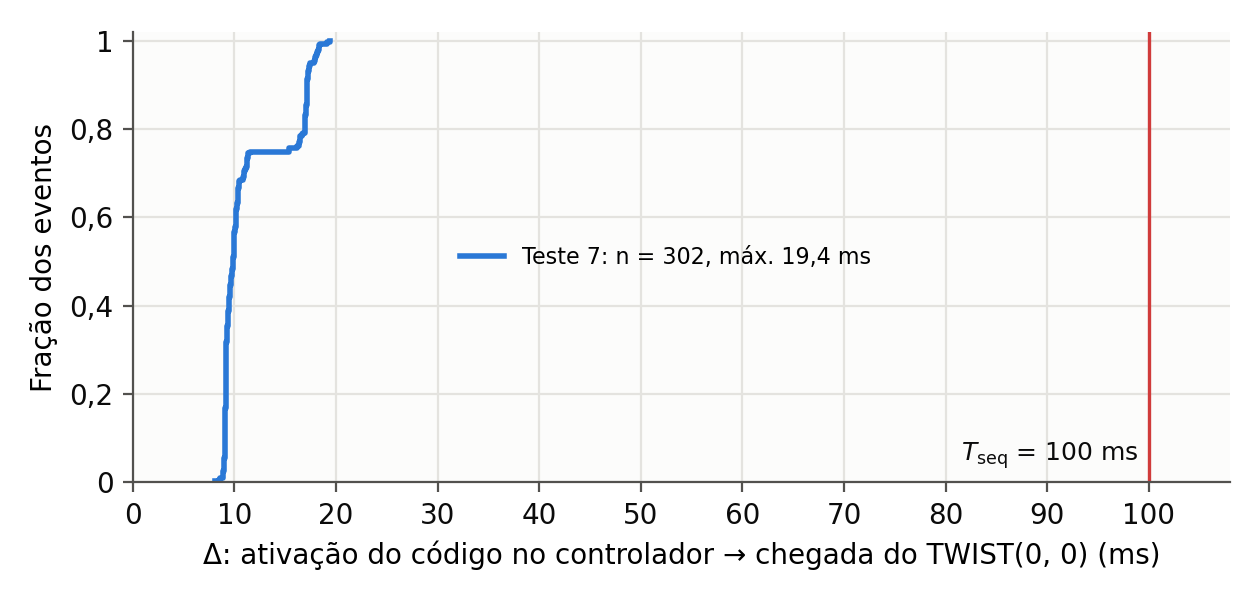 1
0,8
0,6
0,4
0,2
0
Fração dos eventos
Teste 7: n = 302, máx. 19,4 ms
T_seq = 100 ms
0 10 20 30 40 50 60 70 80 90 100
Δ: ativação do código no controlador → chegada do TWIST(0, 0) (ms)